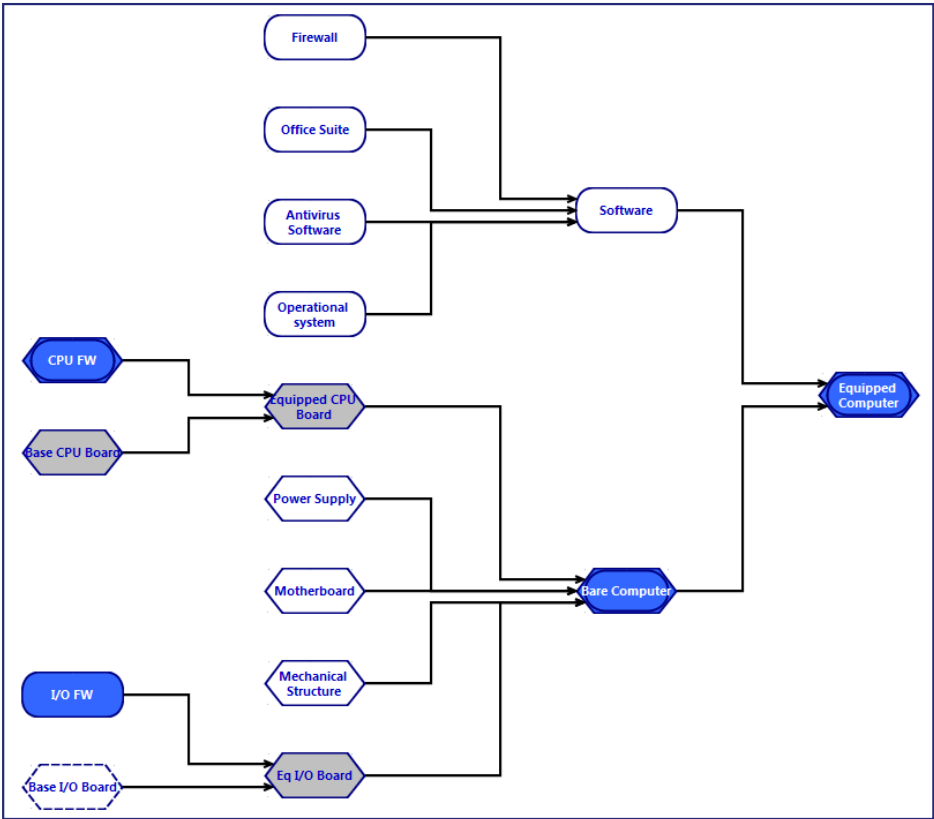 Firewall
Office Suite
Antivirus
Software
Software
Operational
system
CPU FW
Equipped CPU
Board
Equipped
Computer
Base CPU Board
Power Supply
Motherboard
Bare Computer
Mechanical
Structure
I/O FW
Eq I/O Board
Base I/O Board